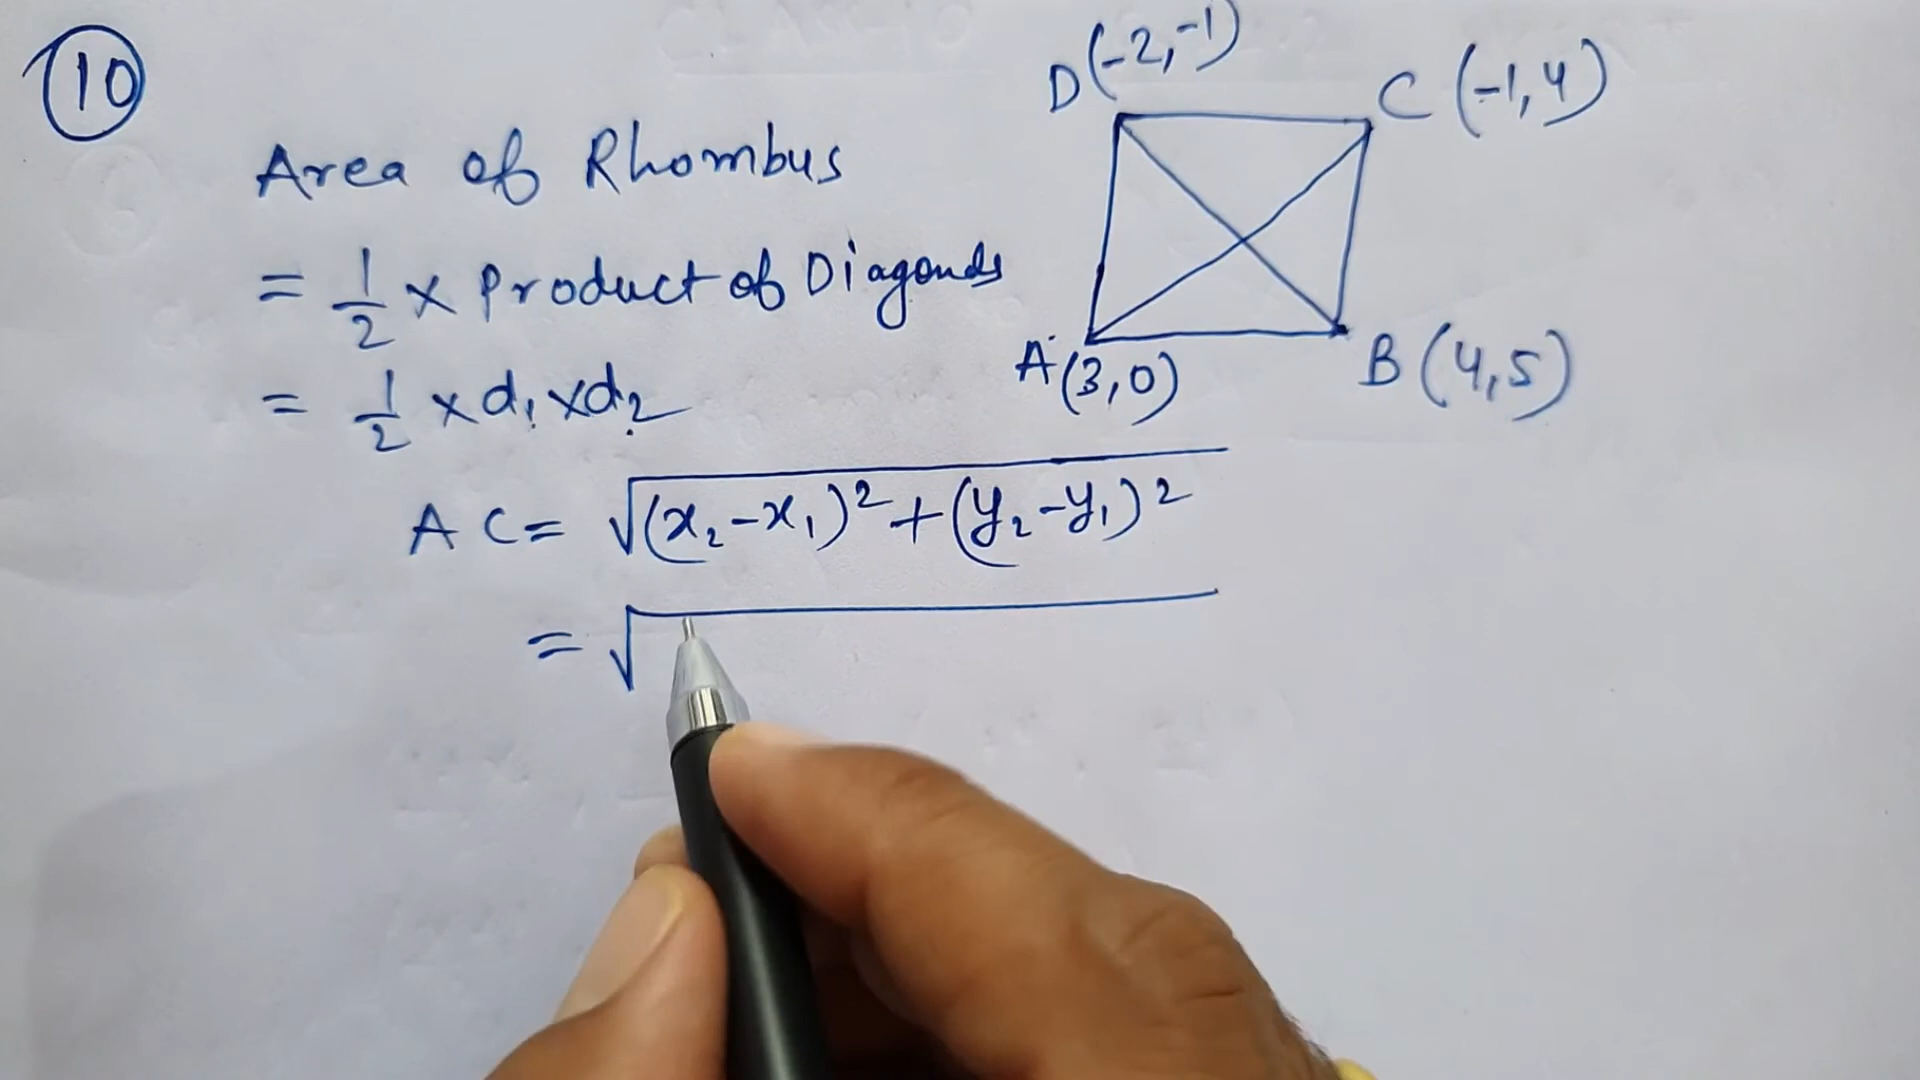 10
D(-2,-1)
C (-1,4)
Area of Rhombus
= 1/2 × Product of Diagonals
A(3,0)
B (4,5)
= 1/2 × d₁ × d₂
AC = √(x₂-x₁)²+(y₂-y₁)²
= √